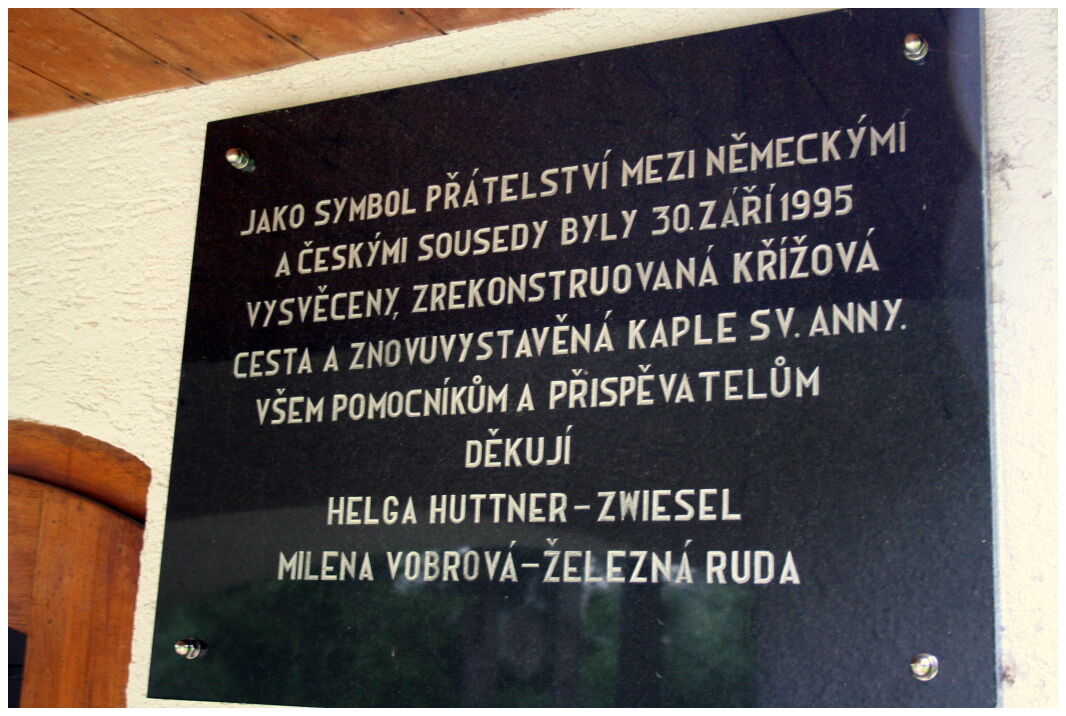 JAKO SYMBOL PŘÁTELSTVÍ MEZI NĚMECKÝMÍ
A ČESKÝMI SOUSEDY BYLY 30. ZÁŘÍ 1995
VYSVĚCENY, ZREKONSTRUOVANÁ KŘÍŽOVÁ
CESTA A ZNOVUVYSTAVĚNÁ KAPLE SV. ANNY.
VŠEM POMOCNÍKŮM A PŘISPĚVATELŮM
DĚKUJÍ
HELGA HUTTNER – ZWIESEL
MILENA VOBROVÁ – ŽELEZNÁ RUDA